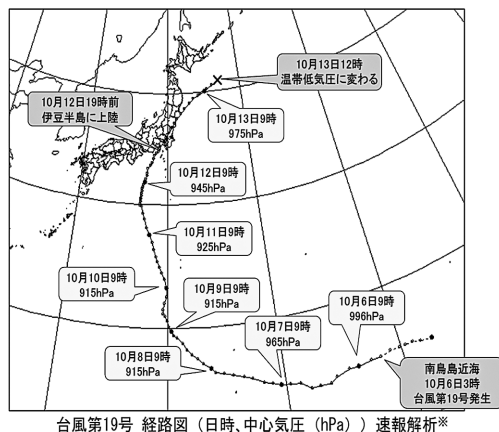 10月13日12時
温帯低気圧に変わる
10月12日19時前
伊豆半島に上陸
10月13日9時
975hPa
10月12日9時
945hPa
10月11日9時
925hPa
10月10日9時
915hPa
10月9日9時
915hPa
10月8日9時
915hPa
10月7日9時
965hPa
10月6日9時
996hPa
南鳥島近海
10月6日3時
台風第19号発生
台風第19号 経路図（日時、中心気圧（hPa））速報解析※